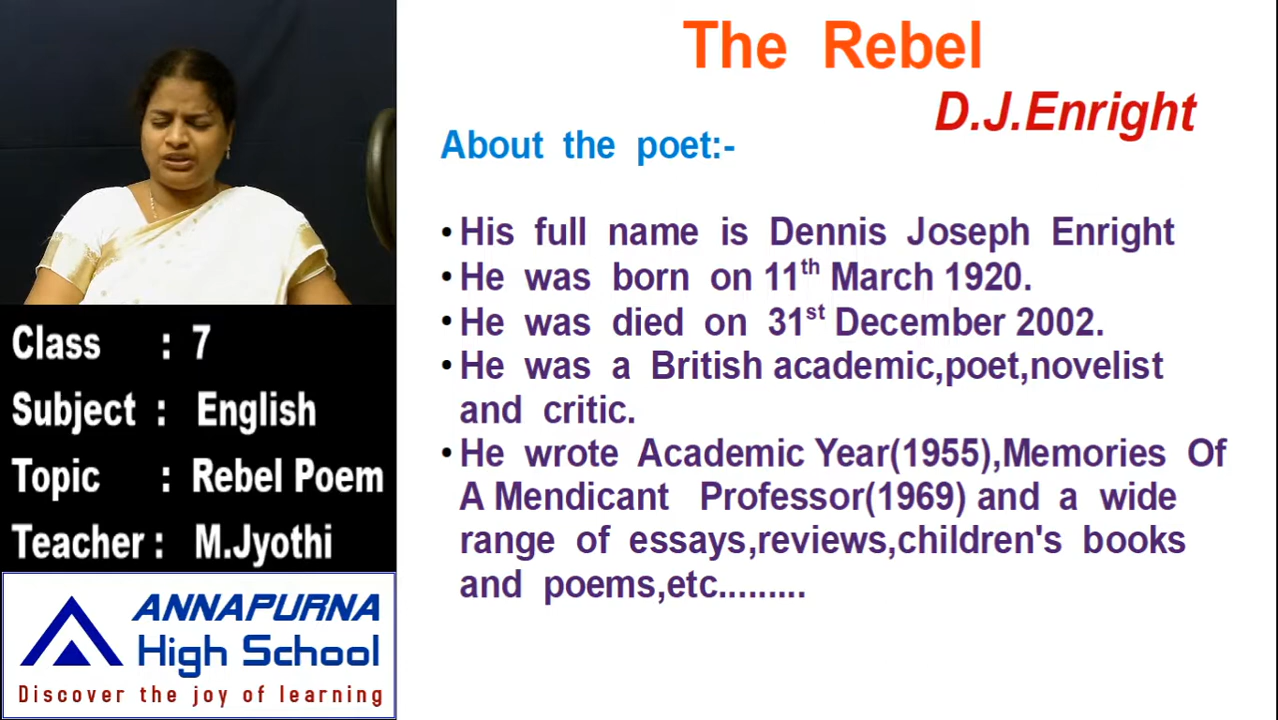 The Rebel
D.J.Enright
About the poet:-
•His full name is Dennis Joseph Enright
•He was born on 11th March 1920.
•He was died on 31st December 2002.
•He was a British academic,poet,novelist
and critic.
•He wrote Academic Year(1955),Memories Of
A Mendicant Professor(1969) and a wide
range of essays,reviews,children's books
and poems,etc.........
Class : 7
Subject : English
Topic : Rebel Poem
Teacher : M.Jyothi
ANNAPURNA
High School
Discover the joy of learning